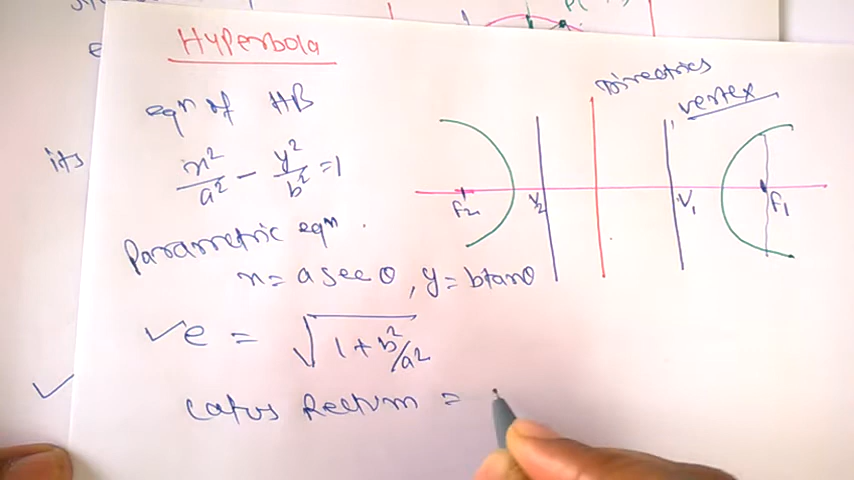 Hyperbola
Directrics
vertex
eqn of HB
its
x²/a² - y²/b² = 1
F2 V2 V1 F1
Parametric eqn.
x = a sec θ, y = b tan θ
✓e = √(1 + b²/a²)
Latus Rectum =